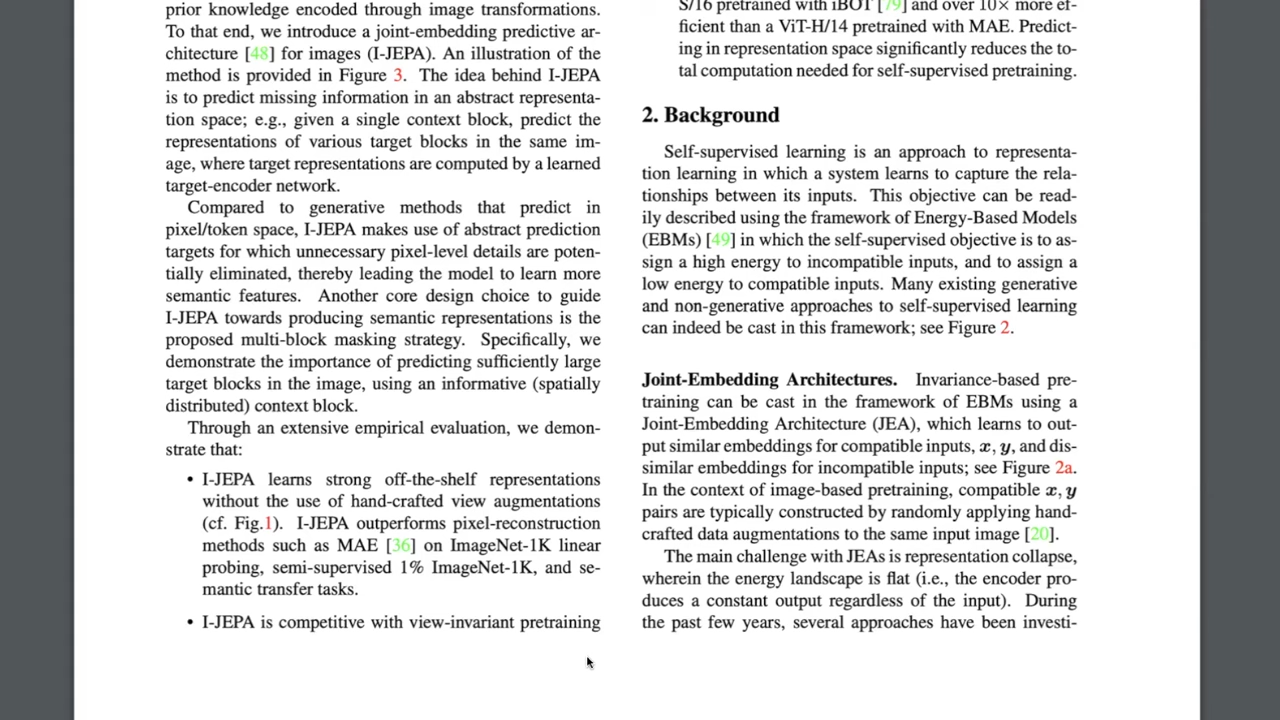 prior knowledge encoded through image transformations.
To that end, we introduce a joint-embedding predictive ar-
chitecture [48] for images (I-JEPA). An illustration of the
method is provided in Figure 3. The idea behind I-JEPA
is to predict missing information in an abstract representa-
tion space; e.g., given a single context block, predict the
representations of various target blocks in the same im-
age, where target representations are computed by a learned
target-encoder network.
Compared to generative methods that predict in
pixel/token space, I-JEPA makes use of abstract prediction
targets for which unnecessary pixel-level details are poten-
tially eliminated, thereby leading the model to learn more
semantic features. Another core design choice to guide
I-JEPA towards producing semantic representations is the
proposed multi-block masking strategy. Specifically, we
demonstrate the importance of predicting sufficiently large
target blocks in the image, using an informative (spatially
distributed) context block.
Through an extensive empirical evaluation, we demon-
strate that:
• I-JEPA learns strong off-the-shelf representations
without the use of hand-crafted view augmentations
(cf. Fig.1). I-JEPA outperforms pixel-reconstruction
methods such as MAE [36] on ImageNet-1K linear
probing, semi-supervised 1% ImageNet-1K, and se-
mantic transfer tasks.
• I-JEPA is competitive with view-invariant pretraining
S/16 pretrained with iBOT [79] and over 10× more ef-
ficient than a ViT-H/14 pretrained with MAE. Predict-
ing in representation space significantly reduces the to-
tal computation needed for self-supervised pretraining.
2. Background
Self-supervised learning is an approach to representa-
tion learning in which a system learns to capture the rela-
tionships between its inputs. This objective can be read-
ily described using the framework of Energy-Based Models
(EBMs) [49] in which the self-supervised objective is to as-
sign a high energy to incompatible inputs, and to assign a
low energy to compatible inputs. Many existing generative
and non-generative approaches to self-supervised learning
can indeed be cast in this framework; see Figure 2.
Joint-Embedding Architectures. Invariance-based pre-
training can be cast in the framework of EBMs using a
Joint-Embedding Architecture (JEA), which learns to out-
put similar embeddings for compatible inputs, x, y, and dis-
similar embeddings for incompatible inputs; see Figure 2a.
In the context of image-based pretraining, compatible x, y
pairs are typically constructed by randomly applying hand-
crafted data augmentations to the same input image [20].
The main challenge with JEAs is representation collapse,
wherein the energy landscape is flat (i.e., the encoder pro-
duces a constant output regardless of the input). During
the past few years, several approaches have been investi-